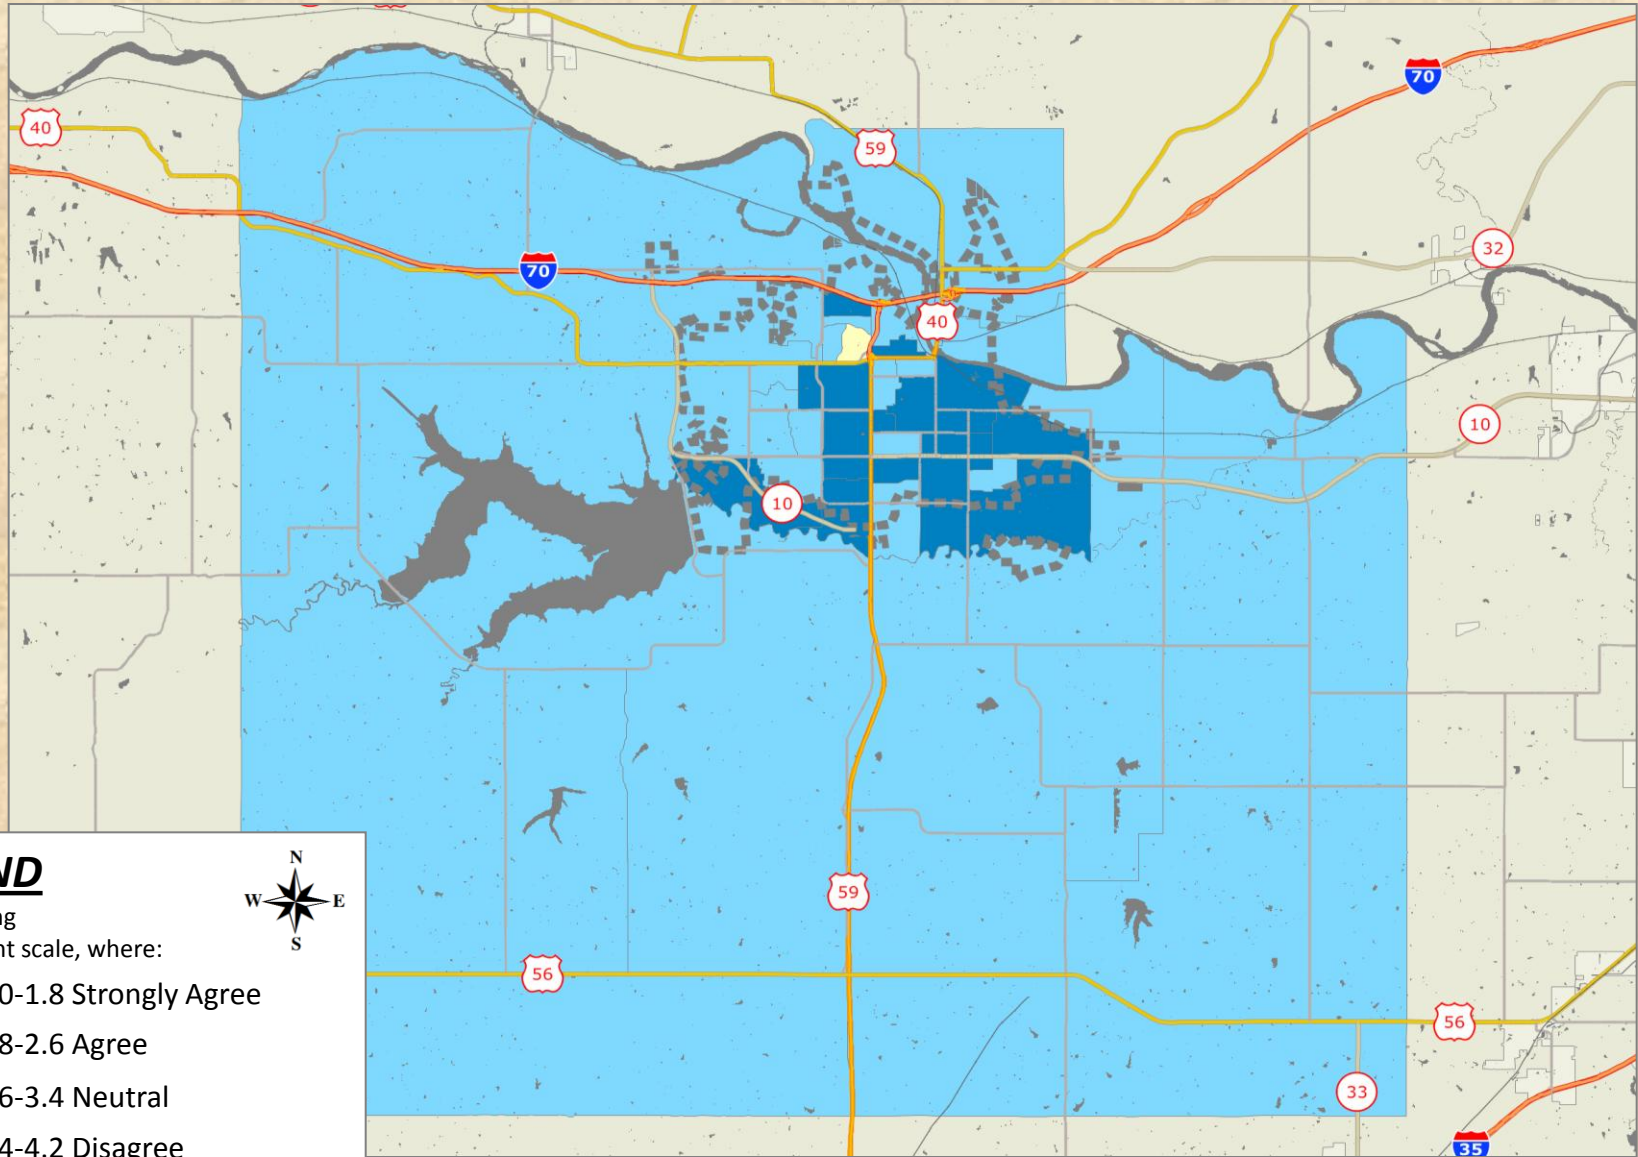 70
40
59
32
70
40
10
10
59
56
56
33
35
ND
N
W E
S
ng
nt scale, where:
0-1.8 Strongly Agree
8-2.6 Agree
6-3.4 Neutral
4-4.2 Disagree